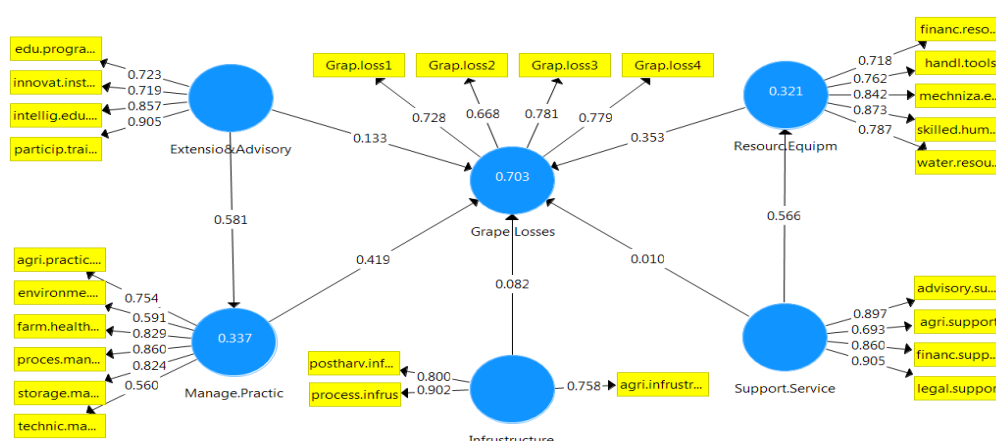 edu.progra...
innovat.inst...
intellig.edu....
particip.trai...
0.723
0.719
0.857
0.905
Extensio&Advisory
Grap.loss1
Grap.loss2
Grap.loss3
Grap.loss4
0.728
0.668
0.781
0.779
0.133
0.353
0.703
Grape.Losses
financ.reso...
handl.tools
mechniza.e...
skilled.hum...
water.resou...
0.718
0.762
0.842
0.873
0.787
0.321
Resourc.Equipm
0.581
0.566
0.419
0.010
0.082
agri.practic....
environme....
farm.health...
proces.man...
storage.ma...
technic.ma...
0.754
0.591
0.829
0.860
0.824
0.560
0.337
Manage.Practic
postharv.inf...
process.infrus
0.800
0.902
0.758
agri.infrustr...
Infrustructure
advisory.su...
agri.support
financ.supp...
legal.support
0.897
0.693
0.860
0.905
Support.Service